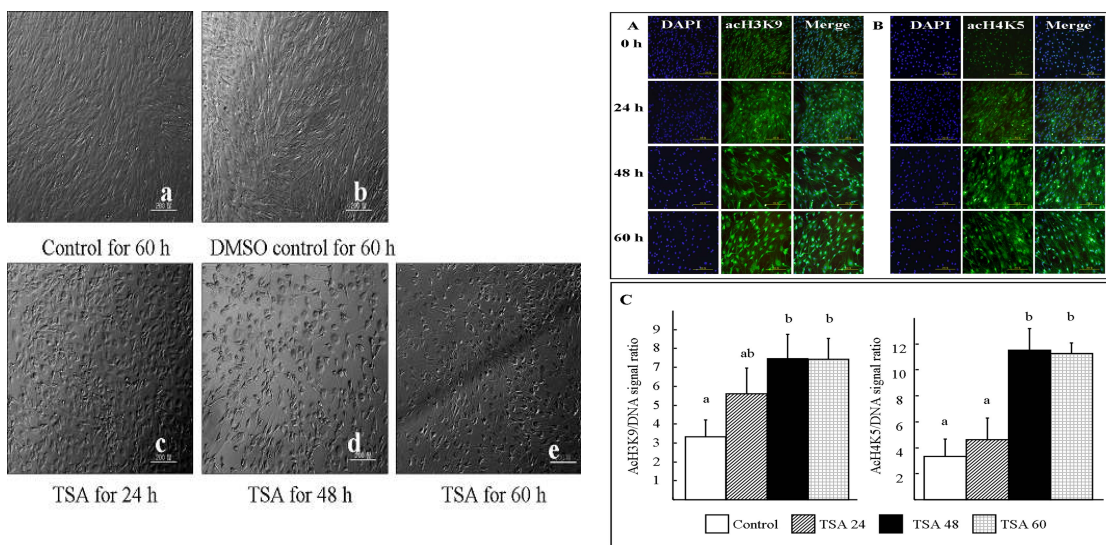 a
b
Control for 60 h
DMSO control for 60 h
c
d
e
TSA for 24 h
TSA for 48 h
TSA for 60 h
A
DAPI
acH3K9
Merge
B
DAPI
acH4K5
Merge
0 h
24 h
48 h
60 h
C
AcH3K9/DNA signal ratio
9
8
7
6
5
4
3
2
1
a
ab
b
b
AcH4K5/DNA signal ratio
12
10
8
6
4
2
a
a
b
b
Control
TSA 24
TSA 48
TSA 60